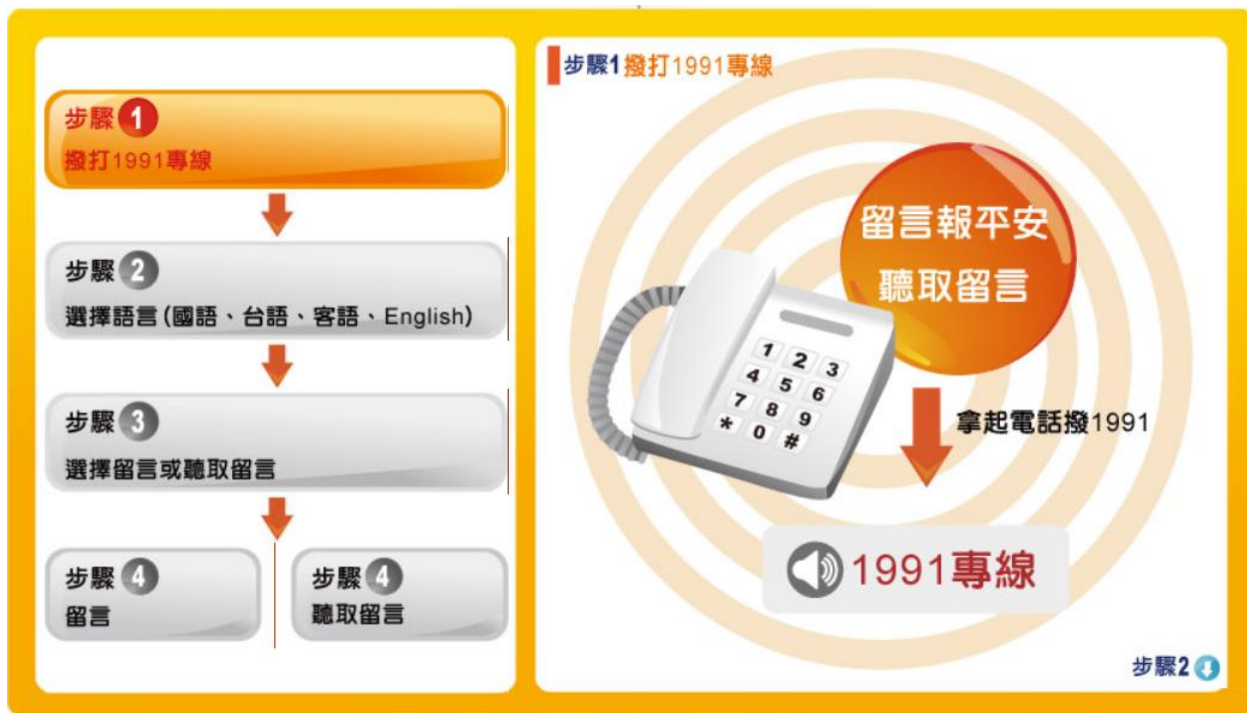 步驟1
撥打1991專線
步驟2
選擇語言(國語、台語、客語、English)
步驟3
選擇留言或聽取留言
步驟4
留言
步驟4
聽取留言
步驟1撥打1991專線
留言報平安
聽取留言
1 2 3
4 5 6
7 8 9
* 0 #
拿起電話撥1991
1991專線
步驟2